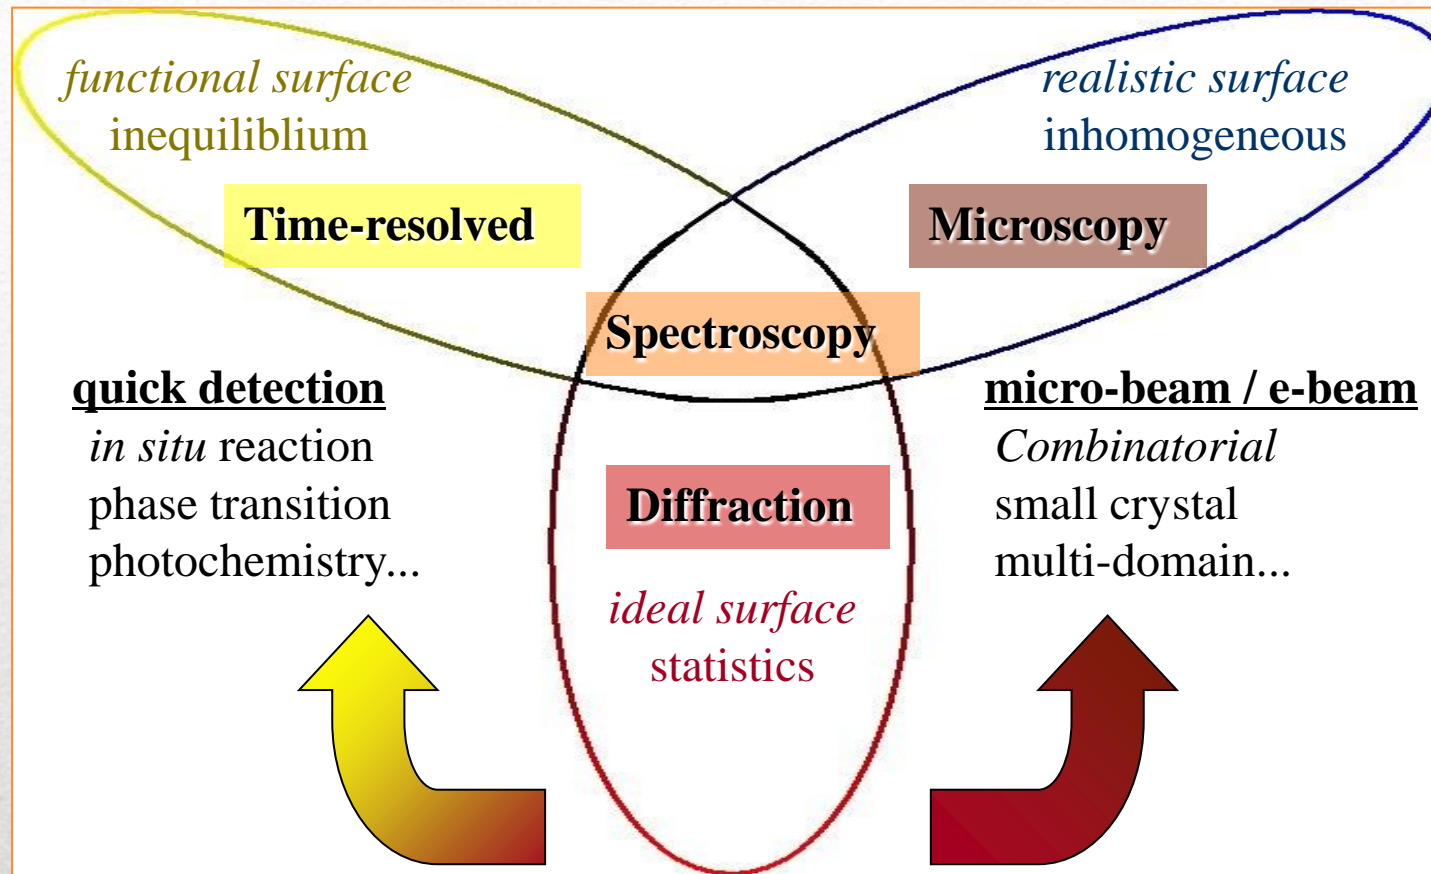 functional surface
inequiliblium
realistic surface
inhomogeneous
Time-resolved
Microscopy
Spectroscopy
quick detection
in situ reaction
phase transition
photochemistry...
micro-beam / e-beam
Combinatorial
small crystal
multi-domain...
Diffraction
ideal surface
statistics